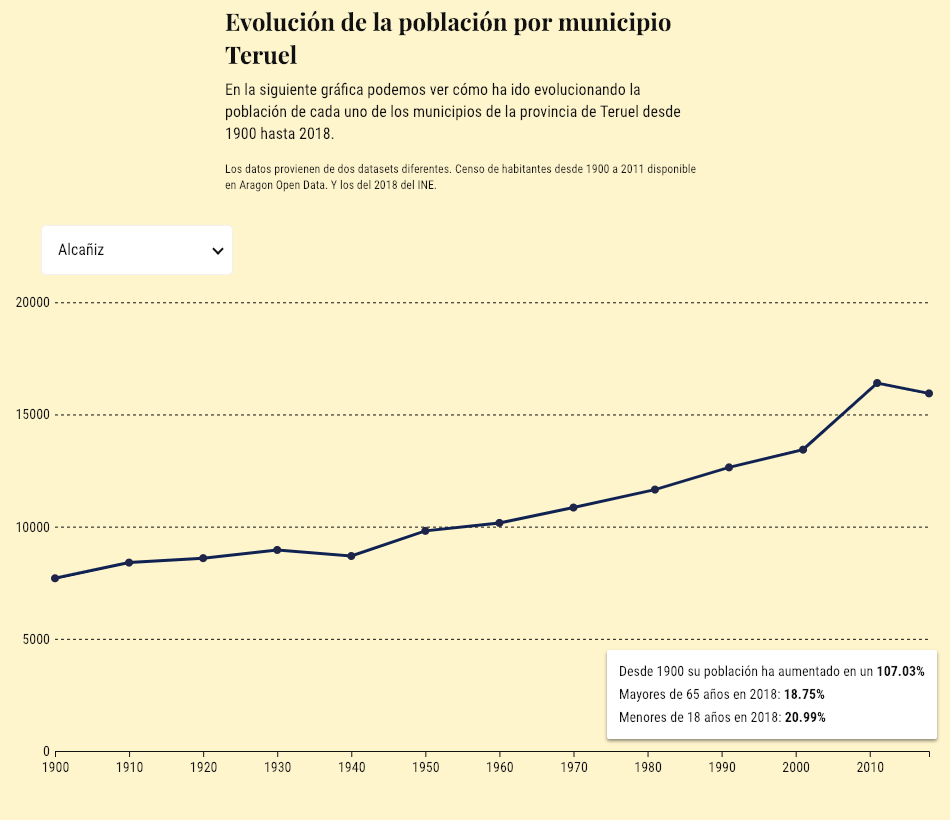 Evolución de la población por municipio
Teruel
En la siguiente gráfica podemos ver cómo ha ido evolucionando la
población de cada uno de los municipios de la provincia de Teruel desde
1900 hasta 2018.
Los datos provienen de dos datasets diferentes. Censo de habitantes desde 1900 a 2011 disponible
en Aragon Open Data. Y los del 2018 del INE.
Alcañiz
20000
15000
10000
5000
Desde 1900 su población ha aumentado en un 107.03%
Mayores de 65 años en 2018: 18.75%
Menores de 18 años en 2018: 20.99%
0
1900 1910 1920 1930 1940 1950 1960 1970 1980 1990 2000 2010